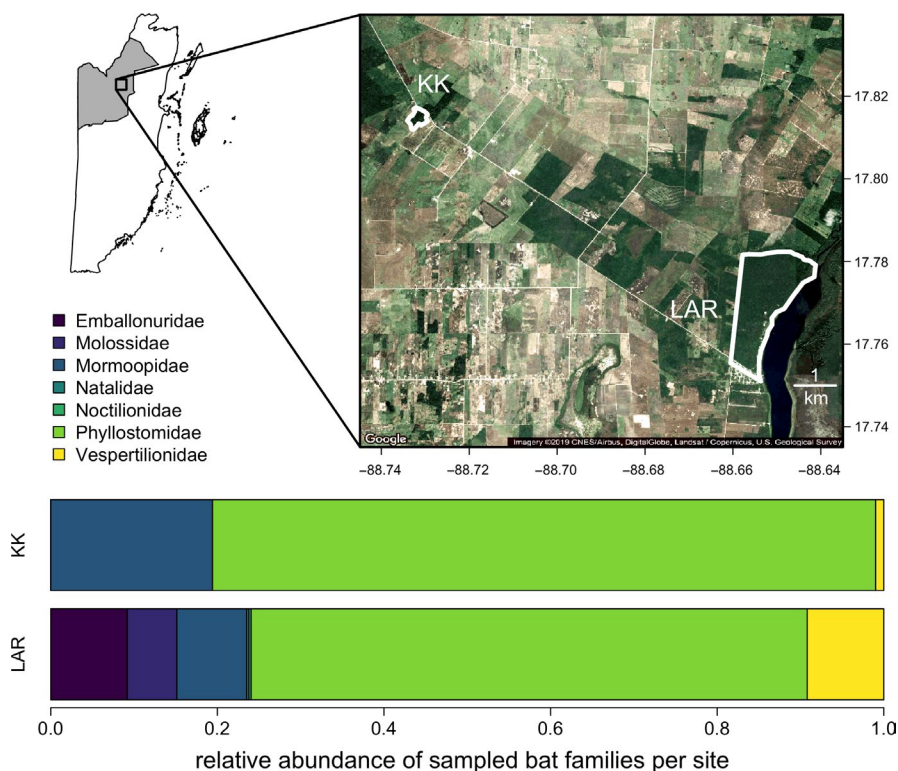 KK
LAR
1
km
Google
Imagery ©2019 CNES/Airbus, DigitalGlobe, Landsat / Copernicus, U.S. Geological Survey
17.82
17.80
17.78
17.76
17.74
−88.74 −88.72 −88.70 −88.68 −88.66 −88.64
Emballonuridae
Molossidae
Mormoopidae
Natalidae
Noctilionidae
Phyllostomidae
Vespertilionidae
KK
LAR
0.0 0.2 0.4 0.6 0.8 1.0
relative abundance of sampled bat families per site